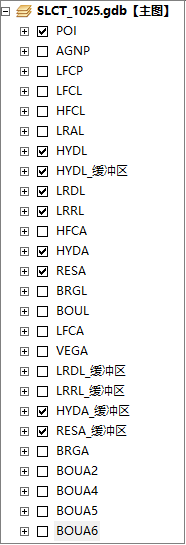 SLCT_1025.gdb【主图】
POI
AGNP
LFCP
LFCL
HFCL
LRAL
HYDL
HYDL_缓冲区
LRDL
LRRL
HFCA
HYDA
RESA
BRGL
BOUL
LFCA
VEGA
LRDL_缓冲区
LRRL_缓冲区
HYDA_缓冲区
RESA_缓冲区
BRGA
BOUA2
BOUA4
BOUA5
BOUA6